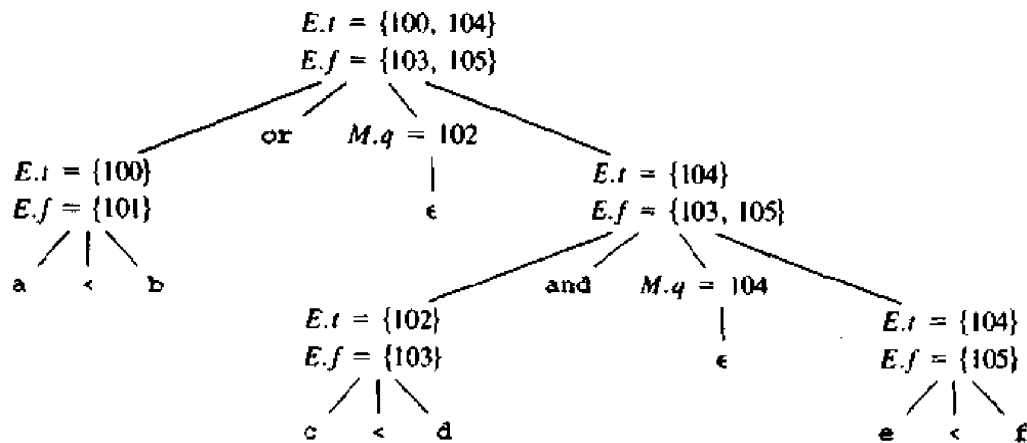 E.t = {100, 104}
E.f = {103, 105}
or M.q = 102
E.t = {100}
E.f = {101}
ϵ
E.t = {104}
E.f = {103, 105}
a < b
and M.q = 104
E.t = {102}
E.f = {103}
ϵ
E.t = {104}
E.f = {105}
c < d
e < f